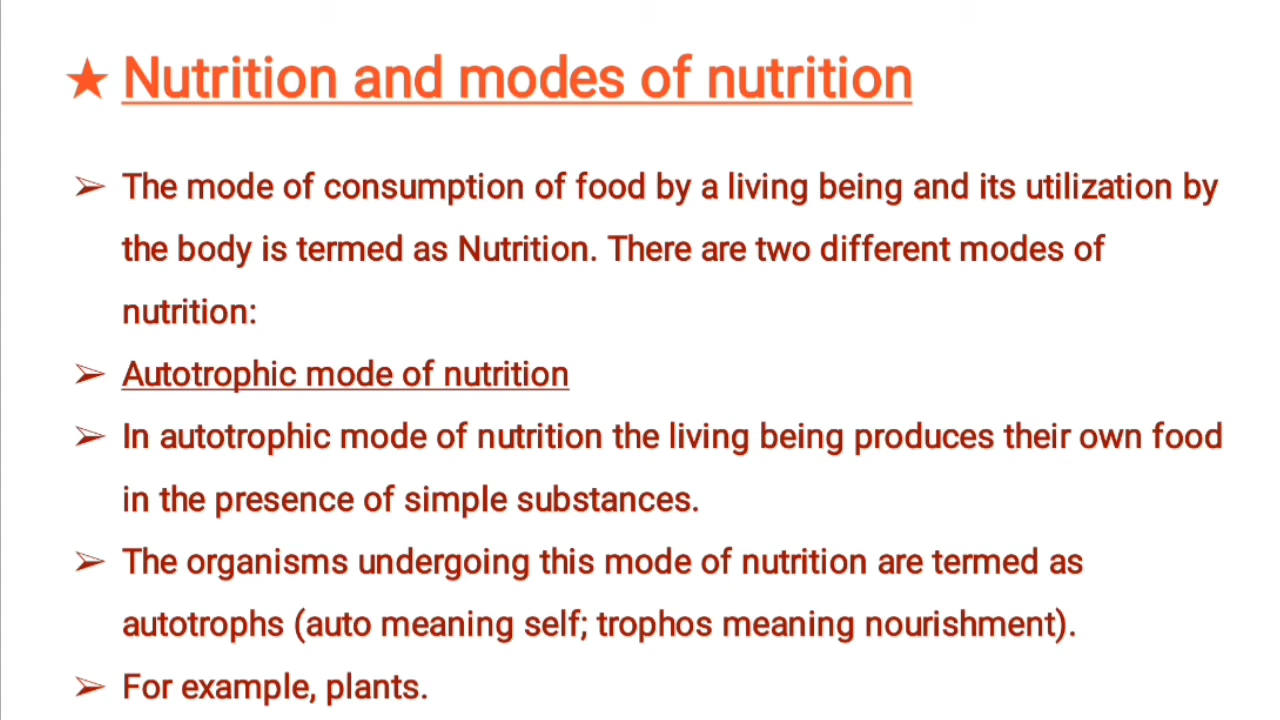 ★ Nutrition and modes of nutrition
➢ The mode of consumption of food by a living being and its utilization by
the body is termed as Nutrition. There are two different modes of
nutrition:
➢ Autotrophic mode of nutrition
➢ In autotrophic mode of nutrition the living being produces their own food
in the presence of simple substances.
➢ The organisms undergoing this mode of nutrition are termed as
autotrophs (auto meaning self; trophos meaning nourishment).
➢ For example, plants.